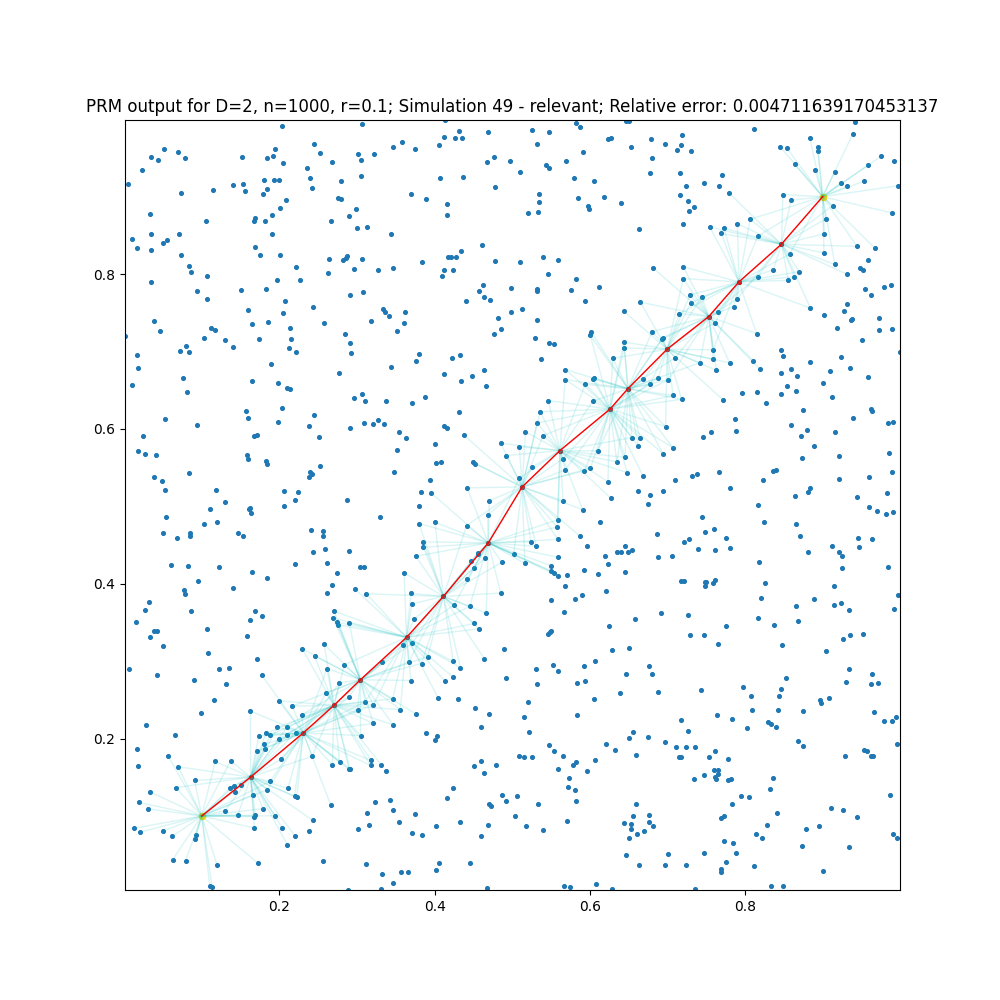 PRM output for D=2, n=1000, r=0.1; Simulation 49 - relevant; Relative error: 0.004711639170453137
0.8
0.6
0.4
0.2
0.2 0.4 0.6 0.8